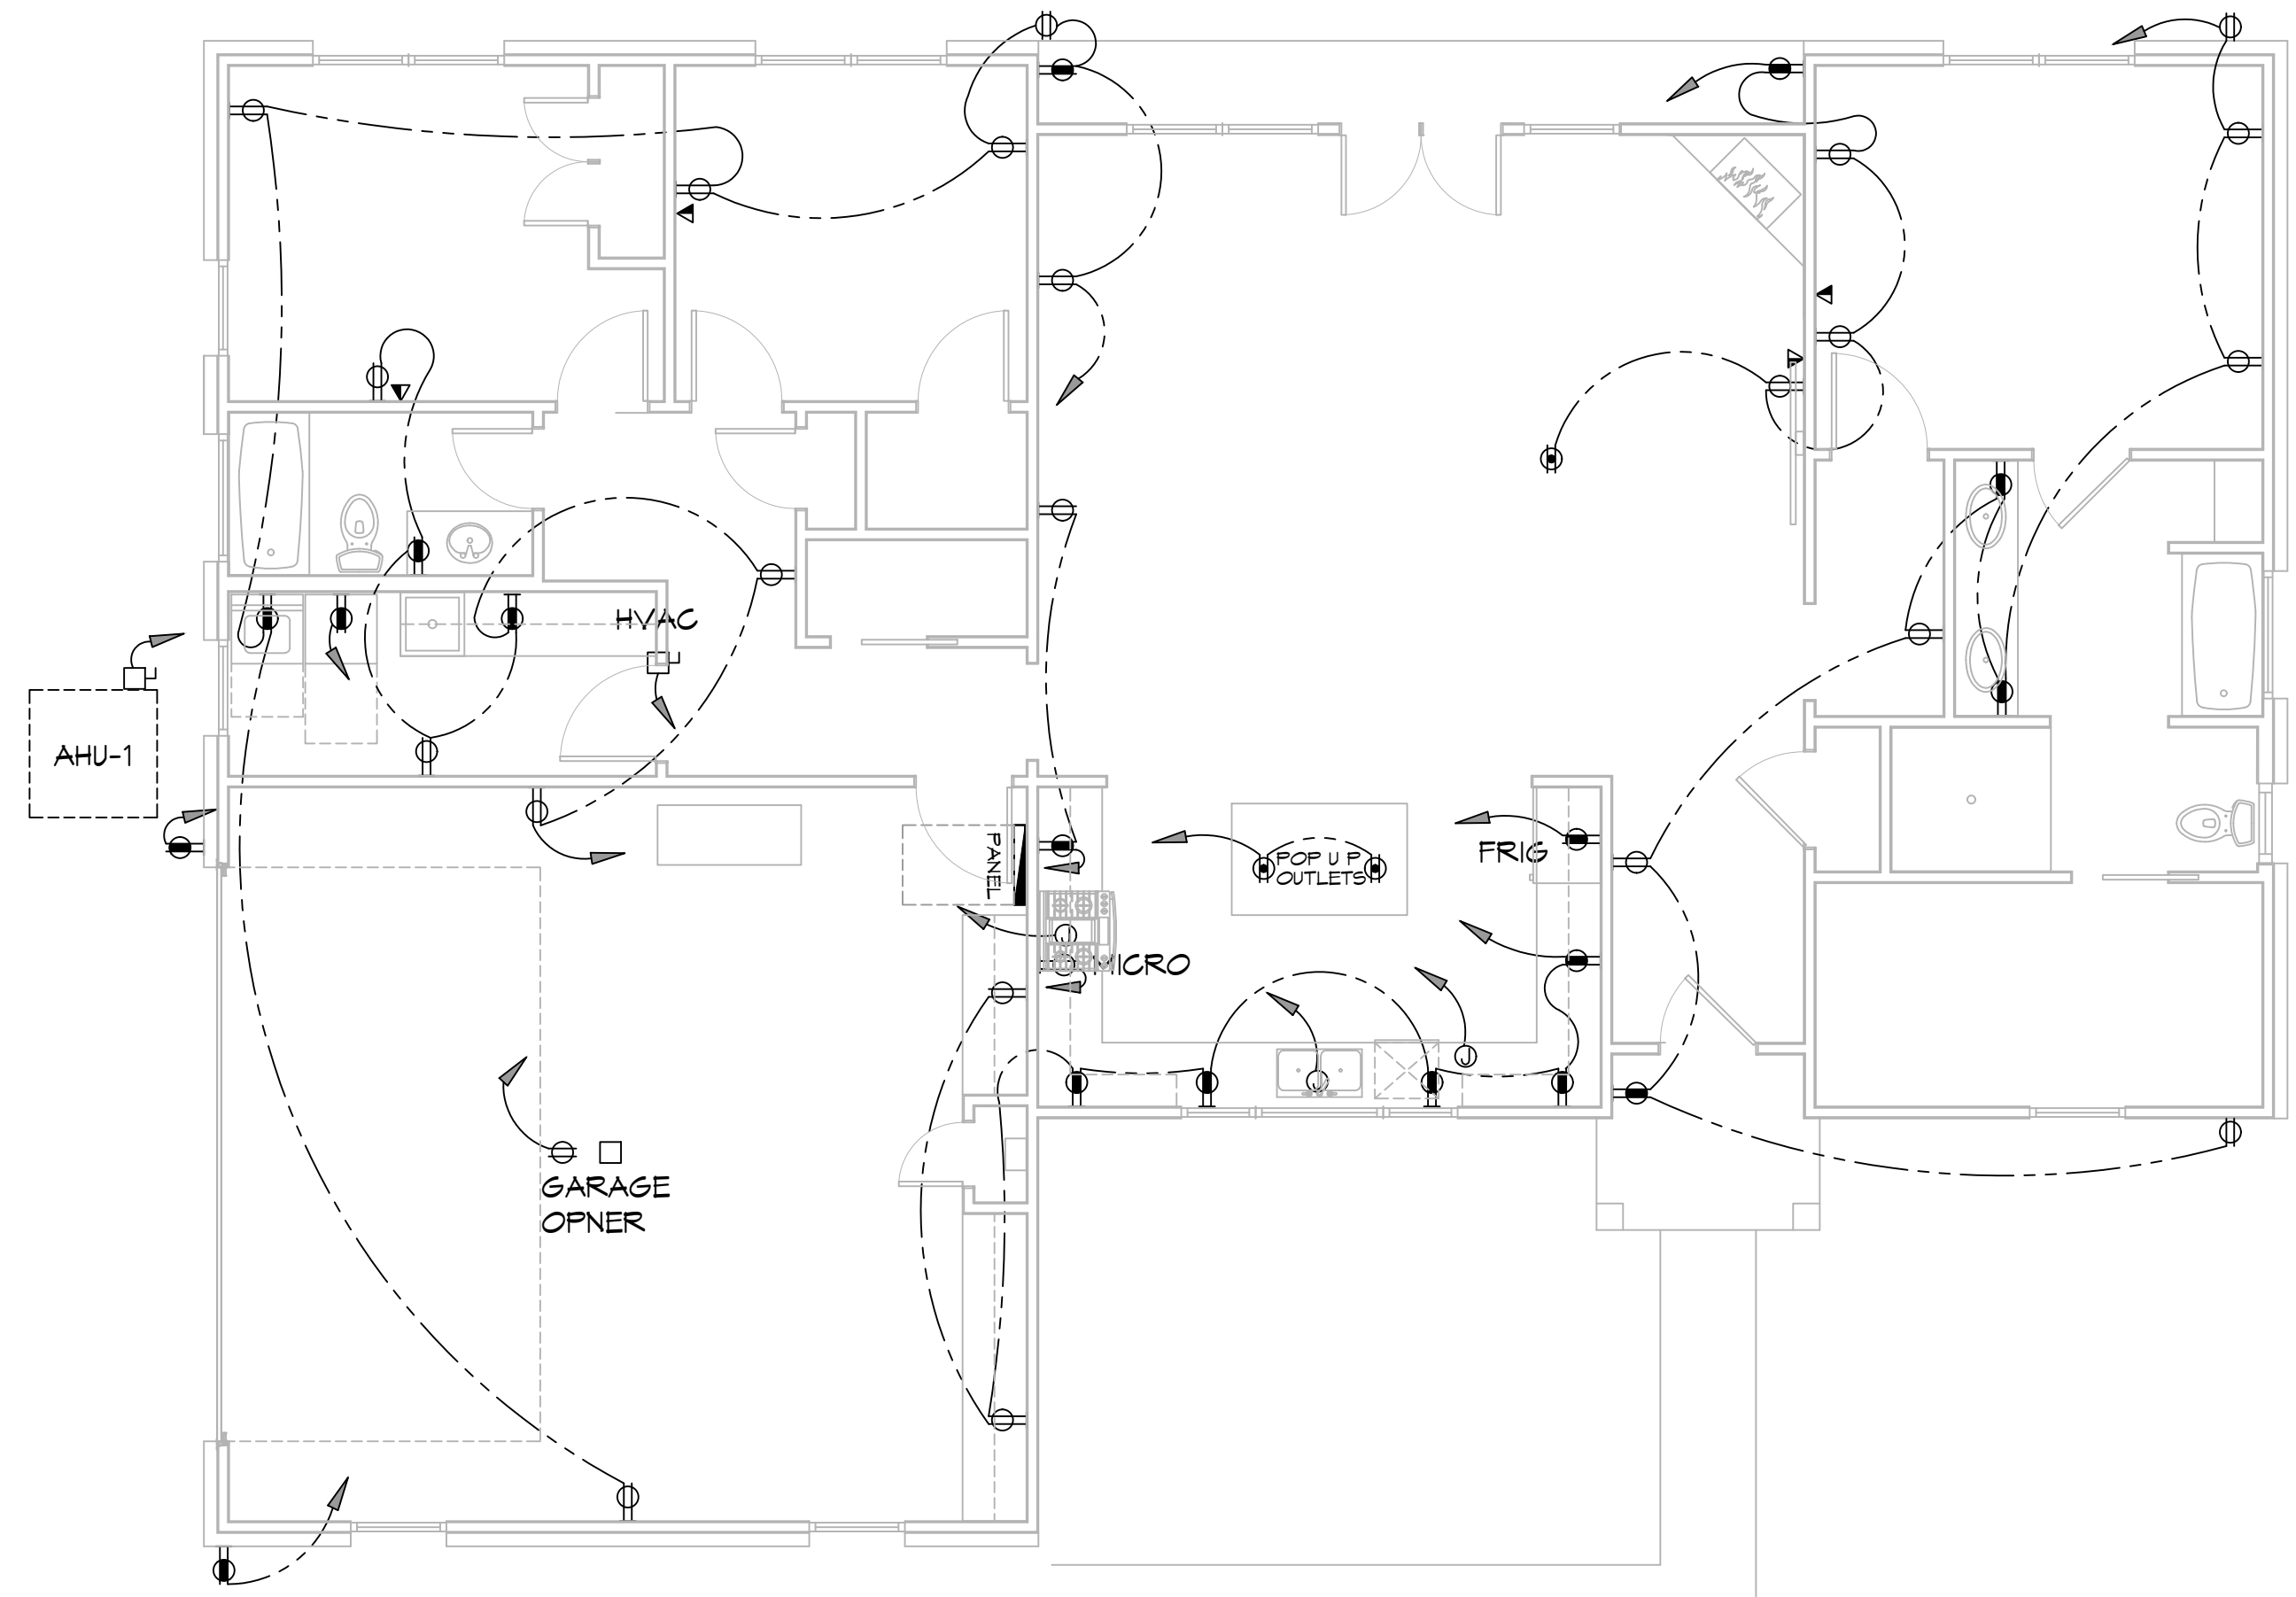 HVAC
AHU-1
PANEL
POP U P
OUTLETS
FRIG
J
MICRO
J
J
GARAGE
OPNER